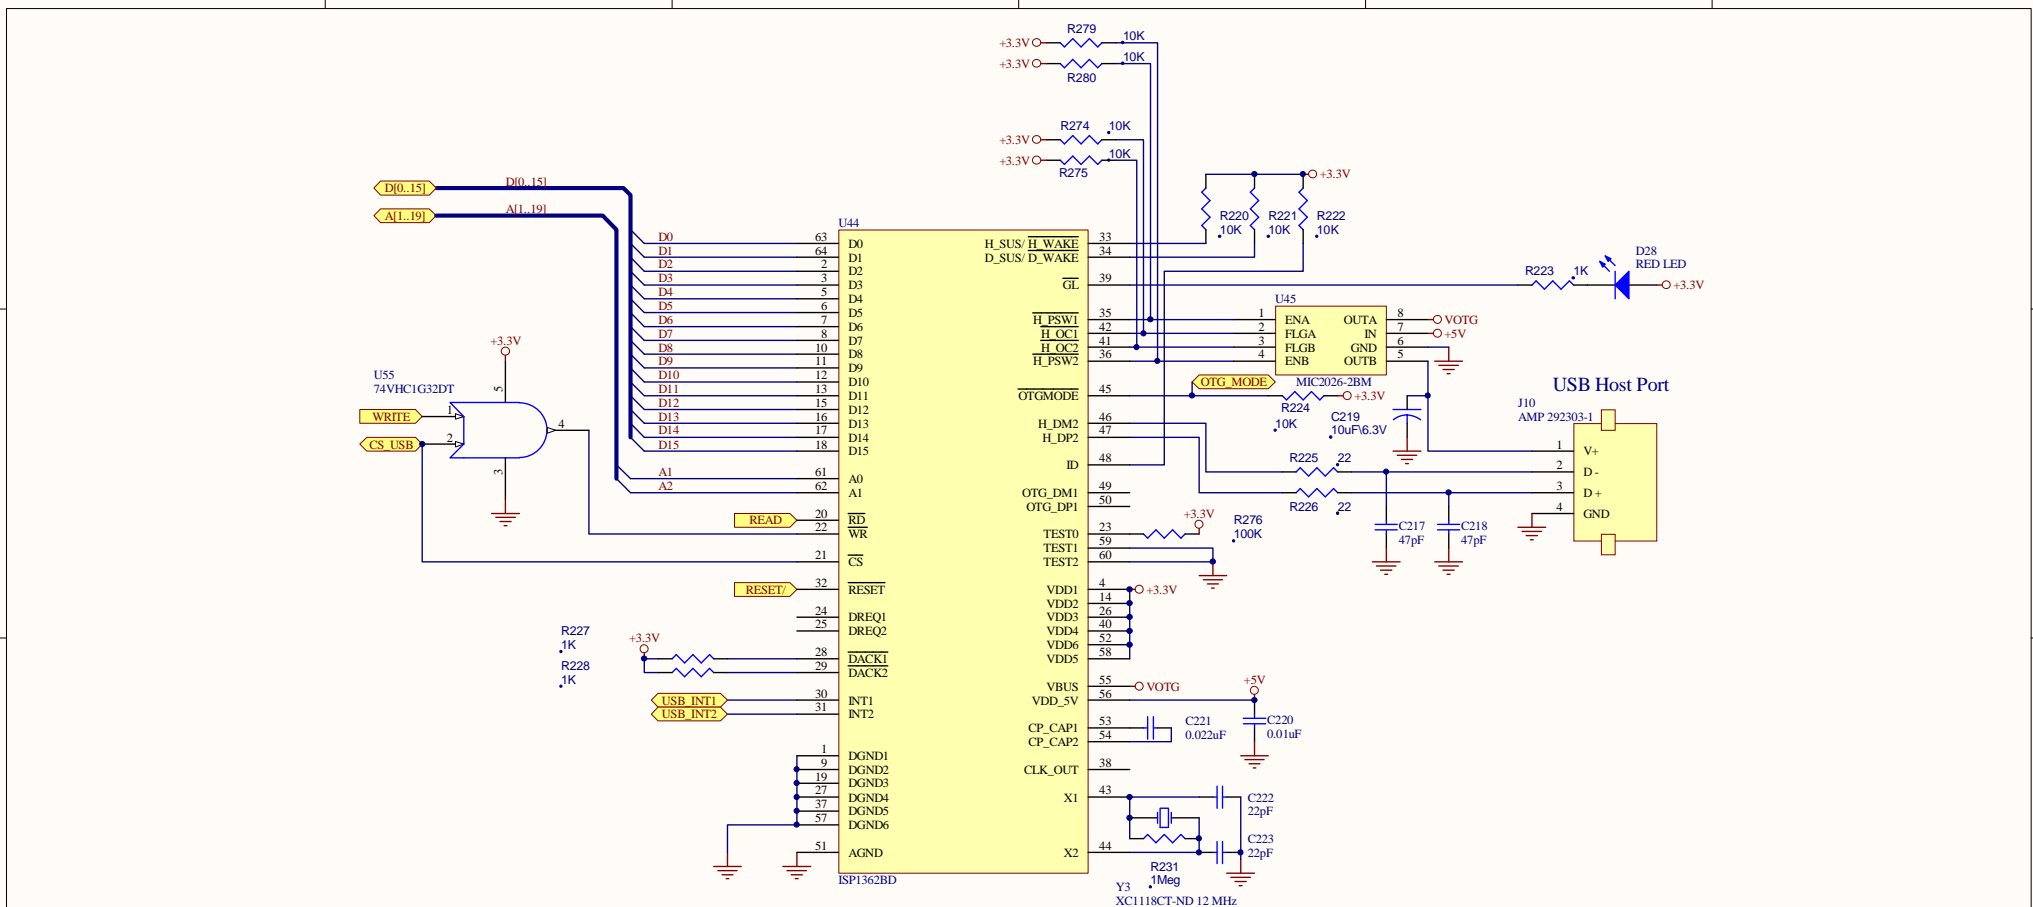 R279
+3.3V
10K
+3.3V
10K
R280
R274
10K
+3.3V
10K
+3.3V
R275
+3.3V
R220
10K
R221
10K
R222
10K
D[0..15]
D[0..15]
A[1..19]
A[1..19]
D0
D1
D2
D3
D4
D5
D6
D7
D8
D9
D10
D11
D12
D13
D14
D15
A1
A2
U44
63 D0
64 D1
2 D2
3 D3
5 D4
6 D5
7 D6
8 D7
10 D8
11 D9
12 D10
13 D11
15 D12
16 D13
17 D14
18 D15
61 A0
62 A1
20 RD
22 WR
21 CS
32 RESET
24 DREQ1
25 DREQ2
28 DACK1
29 DACK2
30 INT1
31 INT2
1 DGND1
9 DGND2
19 DGND3
27 DGND4
37 DGND5
57 DGND6
51 AGND
ISP1362BD
H_SUS/ H_WAKE 33
D_SUS/ D_WAKE 34
GL 39
H_PSW1 35
H_OC1 42
H_OC2 41
H_PSW2 36
OTGMODE 45
H_DM2 46
H_DP2 47
ID 48
OTG_DM1 49
OTG_DP1 50
TEST0 23
TEST1 59
TEST2 60
VDD1 4
VDD2 14
VDD3 26
VDD4 40
VDD6 52
VDD5 58
VBUS 55
VDD_5V 56
CP_CAP1 53
CP_CAP2 54
CLK_OUT 38
X1 43
X2 44
+3.3V
U55
74VHC1G32DT
5
WRITE
1
CS_USB
2
4
3
READ
RESET/
R227
1K
R228
1K
+3.3V
USB_INT1
USB_INT2
R223
1K
D28
RED LED
+3.3V
U45
1 ENA
2 FLGA
3 FLGB
4 ENB
OUTA 8
IN 7
GND 6
OUTB 5
VOTG
+5V
MIC2026-2BM
OTG_MODE
+3.3V
R224
10K
C219
10uF\6.3V
USB Host Port
J10
AMP 292303-1
1 V+
2 D -
3 D +
4 GND
R225
22
R226
22
C217
47pF
C218
47pF
+3.3V
R276
100K
+3.3V
VOTG
+5V
C221
0.022uF
C220
0.01uF
C222
22pF
C223
22pF
R231
1Meg
Y3
XC1118CT-ND 12 MHz